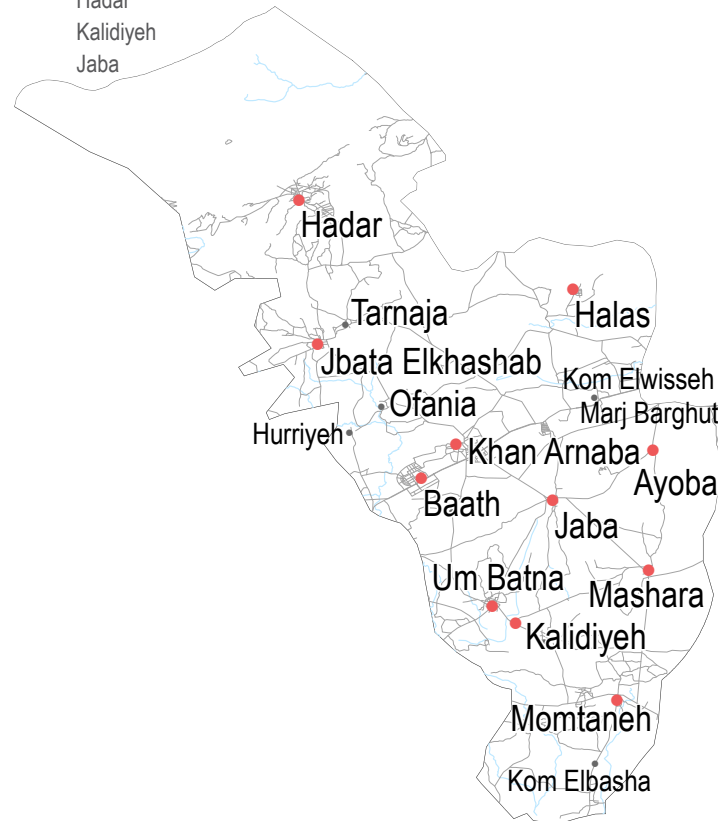 Hadar
Kalidiyeh
Jaba
Hadar
Halas
Tarnaja
Jbata Elkhashab
Kom Elwisseh
Ofania
Marj Barghut
Hurriyeh
Khan Arnaba
Ayoba
Baath
Jaba
Um Batna
Mashara
Kalidiyeh
Momtaneh
Kom Elbasha